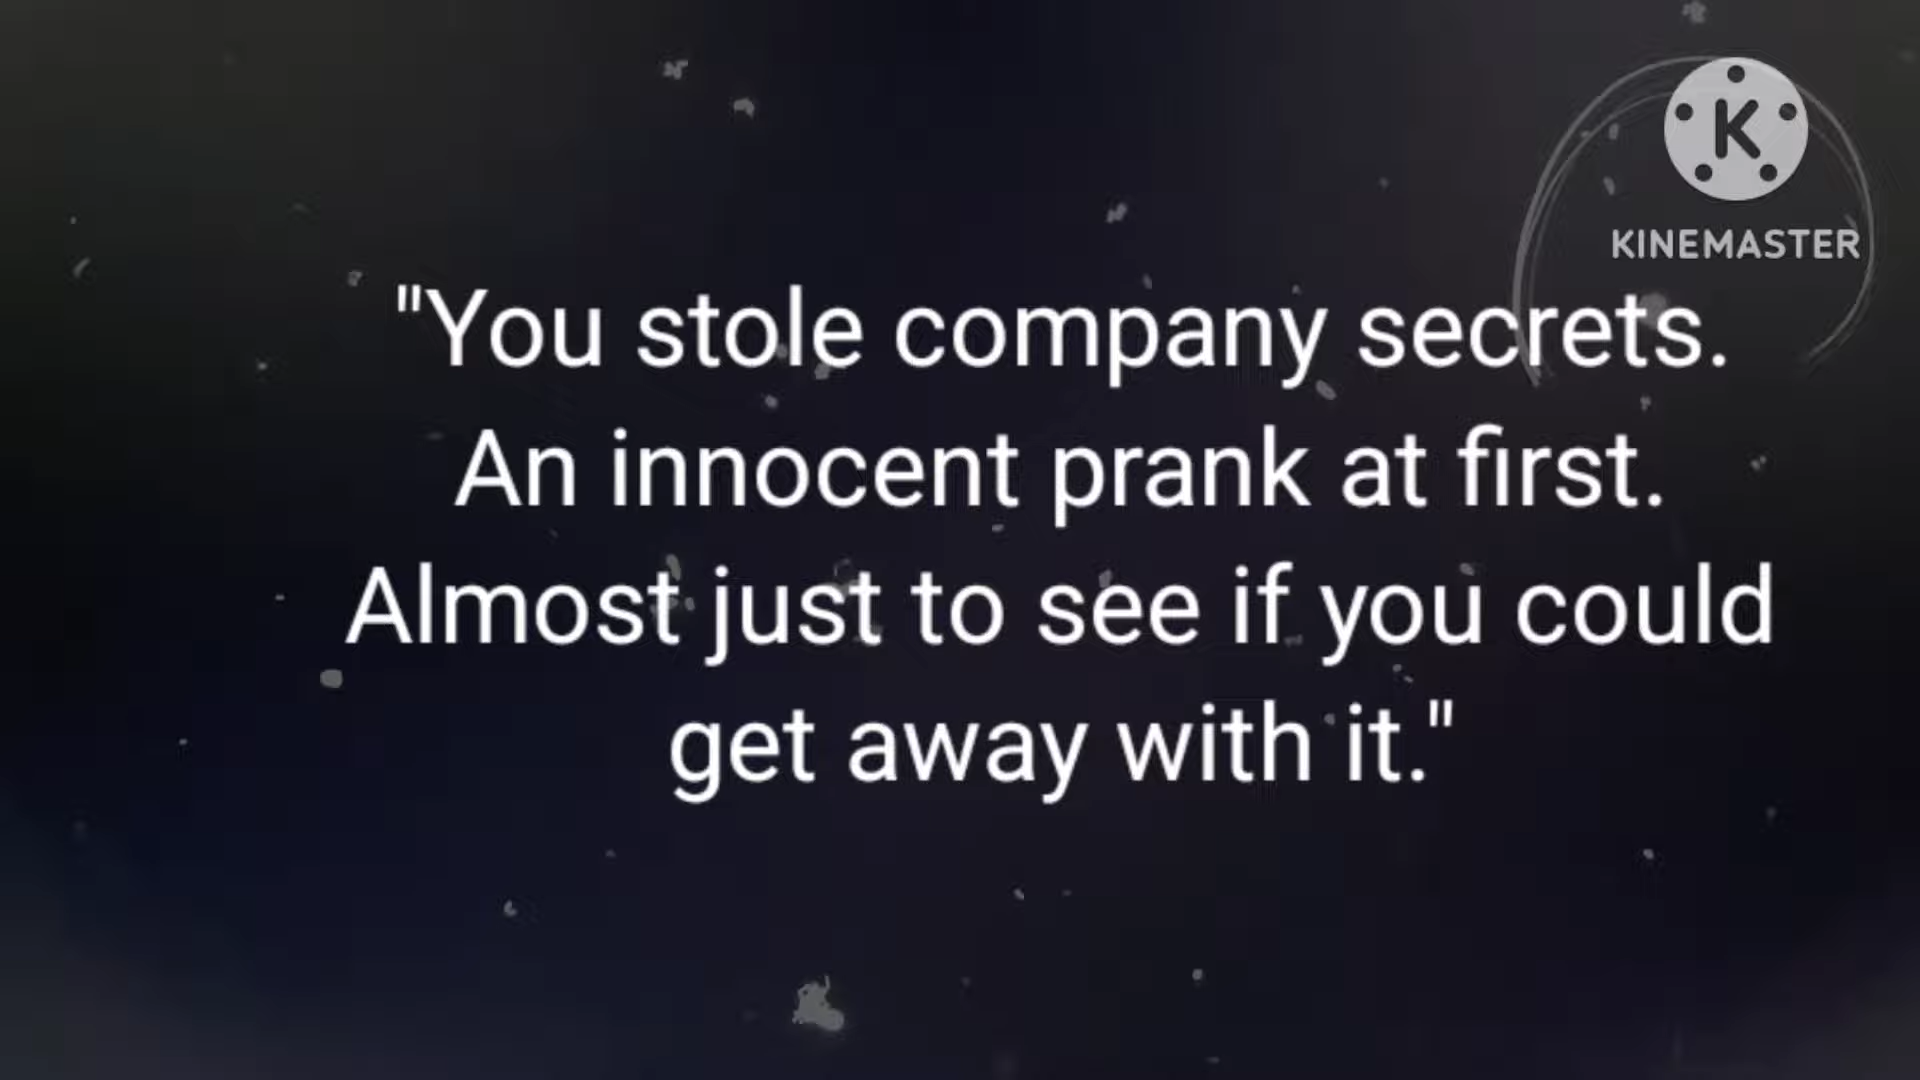 K
KINEMASTER
"You stole company secrets.
An innocent prank at first.
Almost just to see if you could
get away with it."